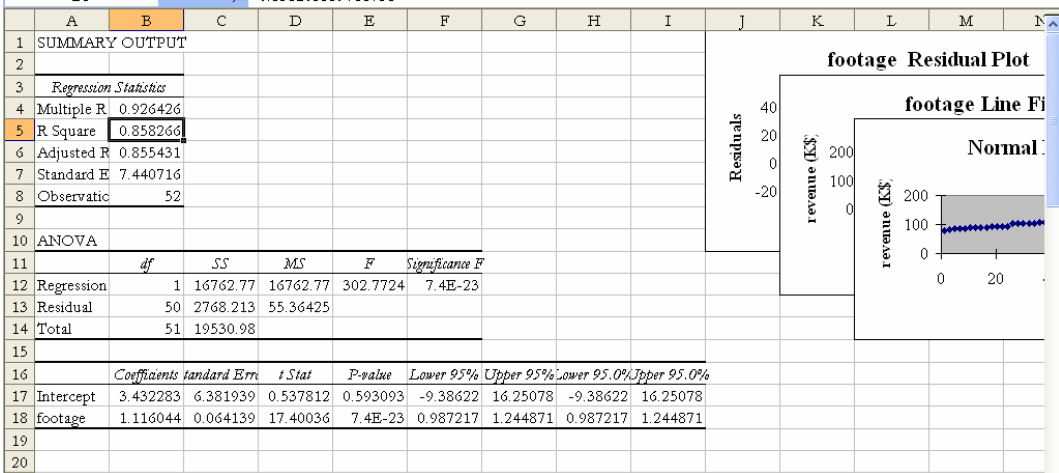 A B C D E F G H I J K L M N
1 SUMMARY OUTPUT
2
3 Regression Statistics
4 Multiple R 0.926426
5 R Square 0.858266
6 Adjusted R 0.855431
7 Standard E 7.440716
8 Observatic 52
9
10 ANOVA
11 df SS MS F Significance F
12 Regression 1 16762.77 16762.77 302.7724 7.4E-23
13 Residual 50 2768.213 55.36425
14 Total 51 19530.98
15
16 Coefficients tandard Erro t Stat P-value Lower 95% Upper 95% Lower 95.0% Upper 95.0%
17 Intercept 3.432283 6.381939 0.537812 0.593093 -9.38622 16.25078 -9.38622 16.25078
18 footage 1.116044 0.064139 17.40036 7.4E-23 0.987217 1.244871 0.987217 1.244871
19
20
footage Residual Plot
Residuals
40
20
0
-20
footage Line Fi
revenue (K$)
200
100
0
Normal
revenue (K$)
200
100
0
0 20